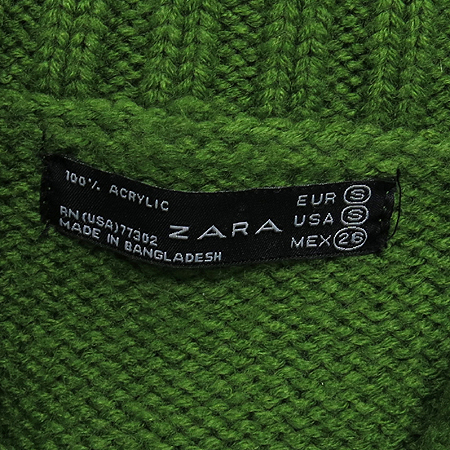 100% ACRYLIC
RN(USA)77302
MADE IN BANGLADESH
ZARA
EUR S
USA S
MEX 26